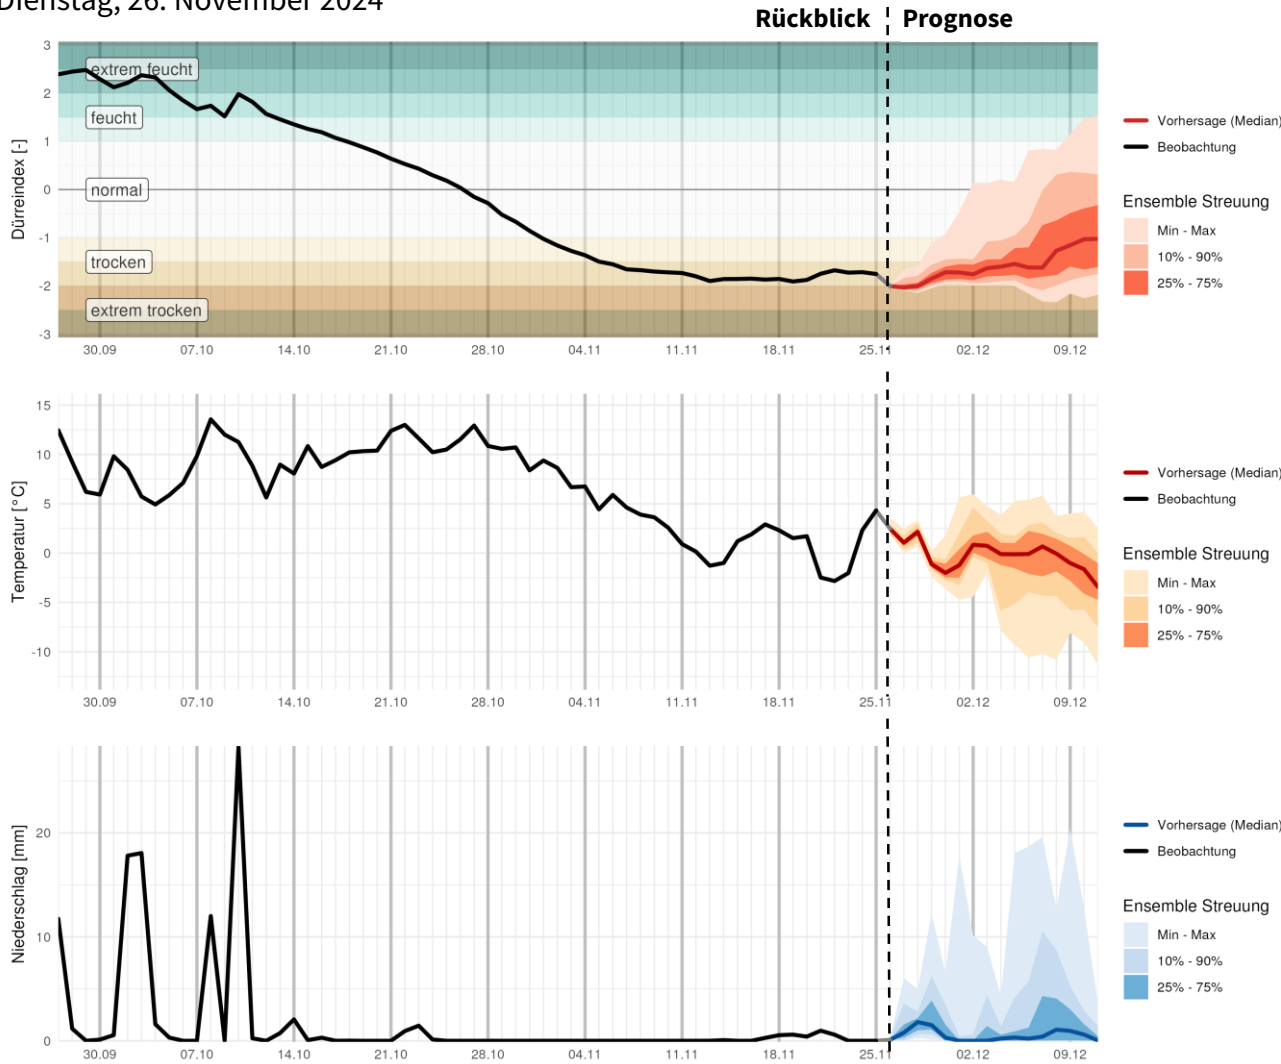 Dienstag, 26. November 2024
Rückblick
Prognose
Dürreindex [-]
3
2
1
0
-1
-2
-3
extrem feucht
feucht
normal
trocken
extrem trocken
30.09 07.10 14.10 21.10 28.10 04.11 11.11 18.11 25.11 02.12 09.12
Vorhersage (Median)
Beobachtung
Ensemble Streuung
Min - Max
10% - 90%
25% - 75%
Temperatur [°C]
15
10
5
0
-5
-10
30.09 07.10 14.10 21.10 28.10 04.11 11.11 18.11 25.11 02.12 09.12
Vorhersage (Median)
Beobachtung
Ensemble Streuung
Min - Max
10% - 90%
25% - 75%
Niederschlag [mm]
20
10
0
30.09 07.10 14.10 21.10 28.10 04.11 11.11 18.11 25.11 02.12 09.12
Vorhersage (Median)
Beobachtung
Ensemble Streuung
Min - Max
10% - 90%
25% - 75%